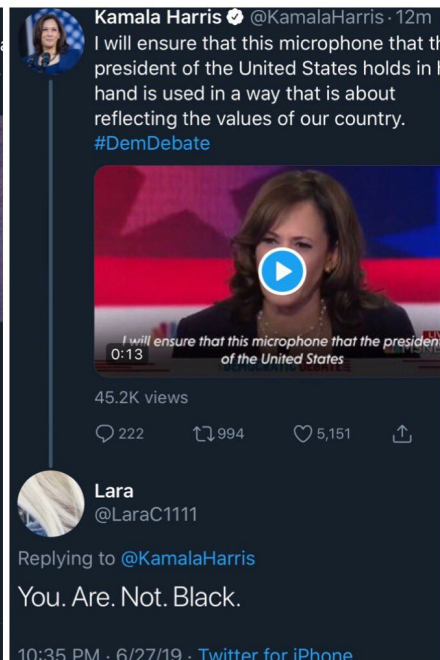 Kamala Harris @KamalaHarris · 12m
I will ensure that this microphone that
president of the United States holds in
hand is used in a way that is about
reflecting the values of our country.
#DemDebate
I will ensure that this microphone that the president
of the United States
0:13
DEMOCRATIC DEBATE
45.2K views
222 994 5,151
Lara
@LaraC1111
Replying to @KamalaHarris
You. Are. Not. Black.
10:35 PM · 6/27/19 · Twitter for iPhone